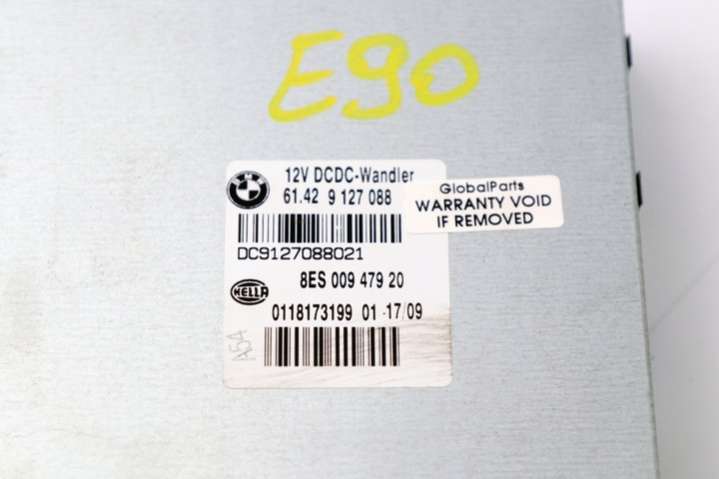 E90
BMW
12V DCDC-Wandler
61.42 9 127 088
GlobalParts
WARRANTY VOID
IF REMOVED
DC9127088021
8ES 009 479 20
HELLA
0118173199 01 -17/09